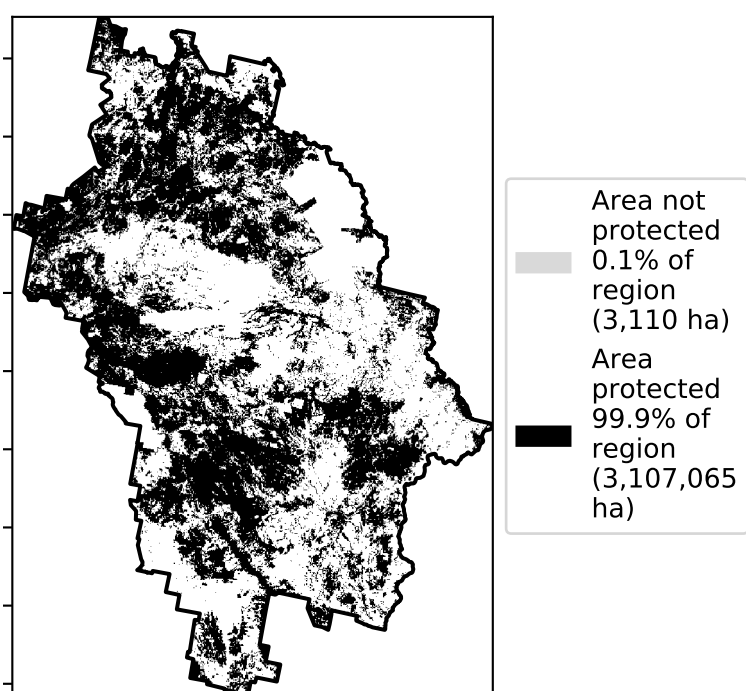 Area not
protected
0.1% of
region
(3,110 ha)
Area
protected
99.9% of
region
(3,107,065
ha)